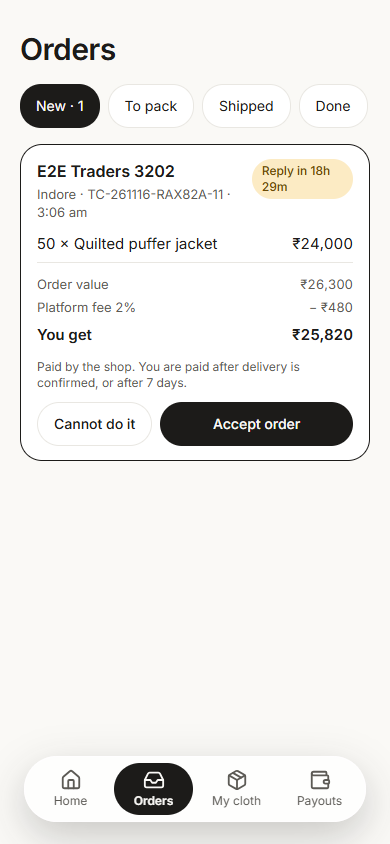 Orders
New · 1
To pack
Shipped
Done
E2E Traders 3202
Reply in 18h
29m
Indore · TC-261116-RAX82A-11 ·
3:06 am
50 × Quilted puffer jacket ₹24,000
Order value ₹26,300
Platform fee 2% – ₹480
You get ₹25,820
Paid by the shop. You are paid after delivery is
confirmed, or after 7 days.
Cannot do it
Accept order
Home
Orders
My cloth
Payouts